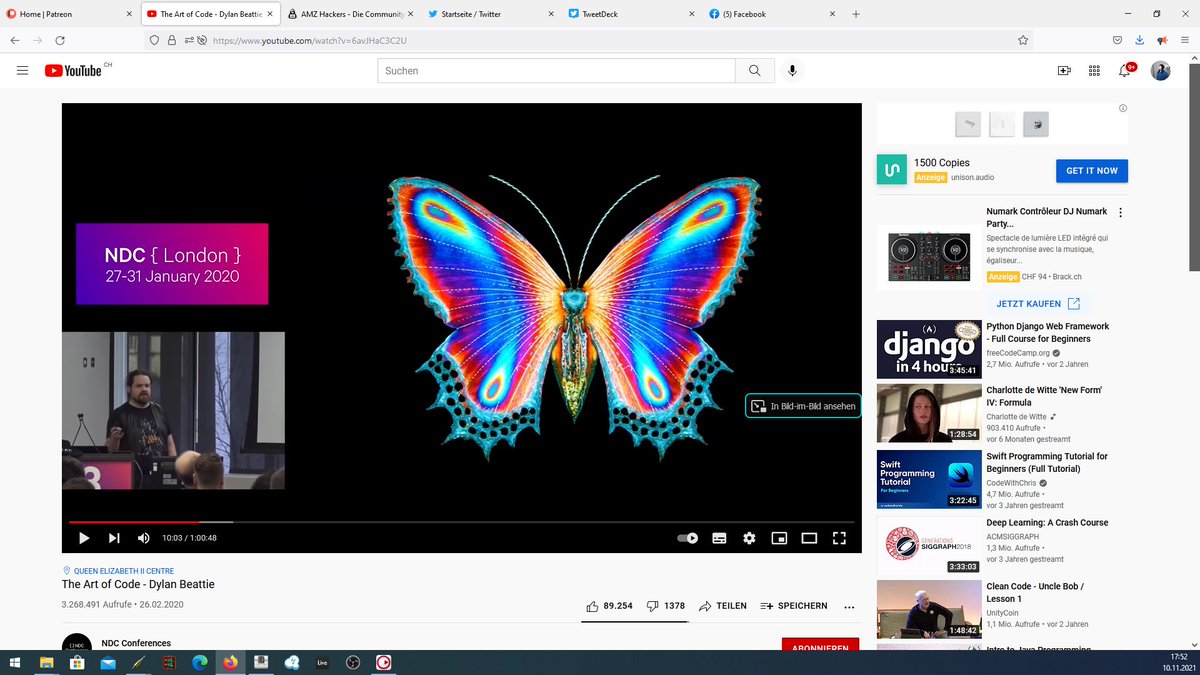 Home | Patreon
The Art of Code - Dylan Beattie
AMZ Hackers - Die Community
Startseite / Twitter
TweetDeck
(5) Facebook
https://www.youtube.com/watch?v=6avJHaC3C2U
YouTube CH
Suchen
9+
NDC { London }
27-31 January 2020
In Bild-im-Bild ansehen
10:03 / 1:00:48
QUEEN ELIZABETH II CENTRE
The Art of Code - Dylan Beattie
3.268.491 Aufrufe • 26.02.2020
89.254
1378
TEILEN
SPEICHERN
NDC Conferences
ABONNIEREN
1500 Copies
Anzeige unison.audio
GET IT NOW
Numark Contrôleur DJ Numark
Party...
Spectacle de lumière LED intégré qui
se synchronise avec la musique,
égaliseur...
Anzeige CHF 94 • Brack.ch
JETZT KAUFEN
django
in 4 hou
3:45:41
Python Django Web Framework
- Full Course for Beginners
freeCodeCamp.org
2,7 Mio. Aufrufe • vor 2 Jahren
1:28:54
Charlotte de Witte 'New Form'
IV: Formula
Charlotte de Witte
903.410 Aufrufe •
vor 6 Monaten gestreamt
Swift
Programming
Tutorial
For Beginners
3:22:45
Swift Programming Tutorial for
Beginners (Full Tutorial)
CodeWithChris
4,7 Mio. Aufrufe •
vor 3 Jahren gestreamt
GENERATIONS
SIGGRAPH2018
3:33:03
Deep Learning: A Crash Course
ACMSIGGRAPH
1,3 Mio. Aufrufe •
vor 3 Jahren gestreamt
1:48:42
Clean Code - Uncle Bob /
Lesson 1
UnityCoin
1,1 Mio. Aufrufe • vor 2 Jahren
Intro to Java Programming
Live
17:52
10.11.2021